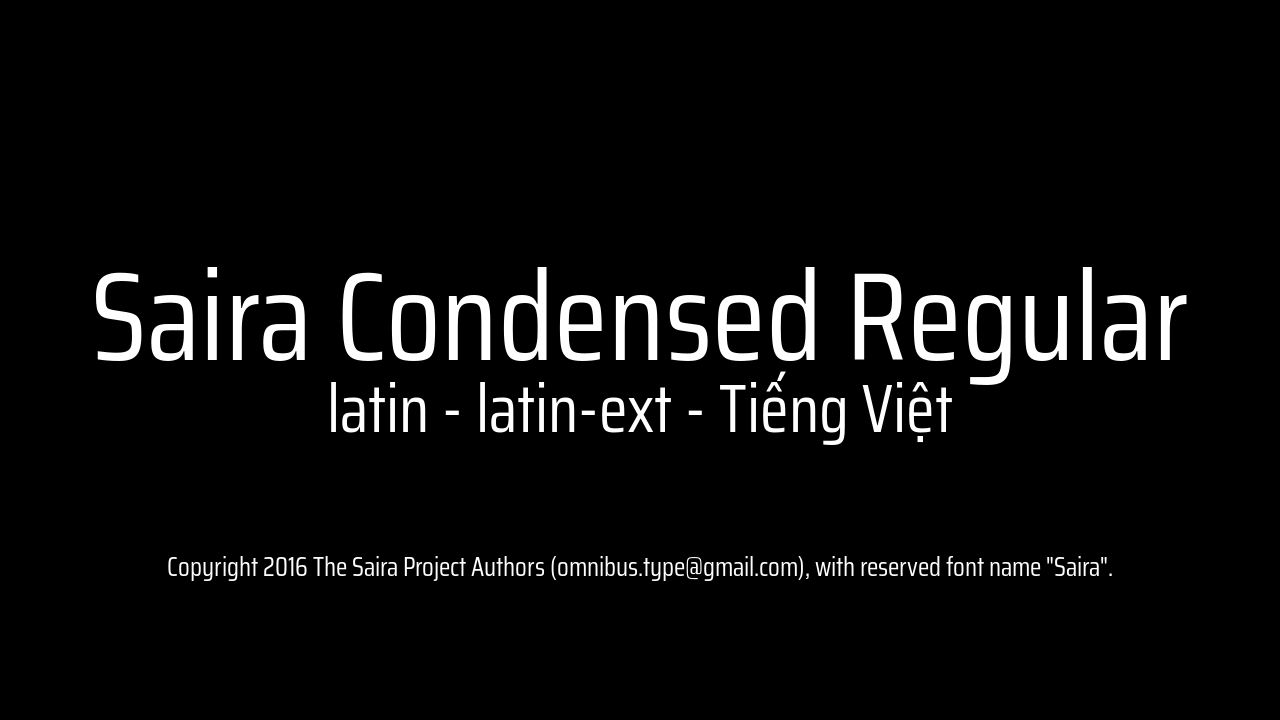 Saira Condensed Regular
latin - latin-ext - Tiếng Việt
Copyright 2016 The Saira Project Authors (omnibus.type@gmail.com), with reserved font name "Saira".